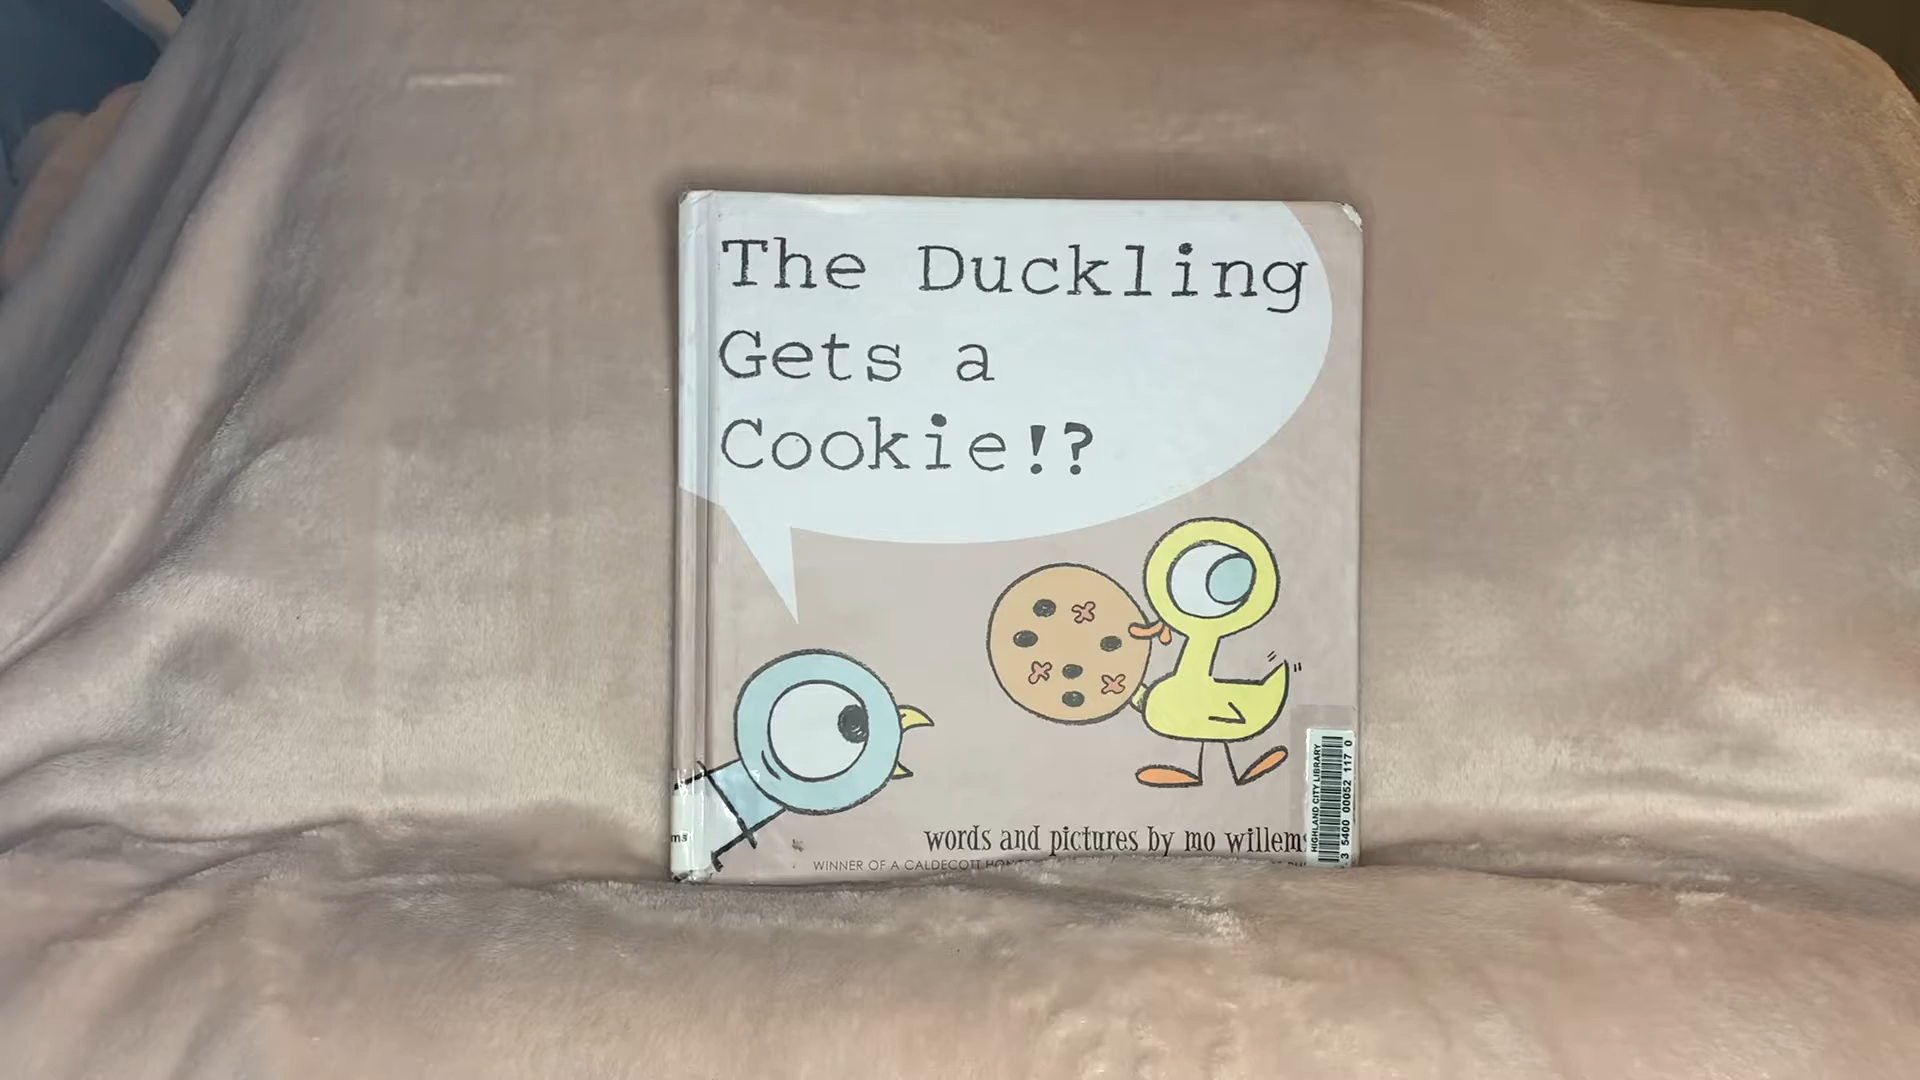 The Duckling
Gets a
Cookie!?
words and pictures by mo willem
WINNER OF A CALDECOTT
HIGHLAND CITY LIBRARY
3 5400 00052 117 0
ms